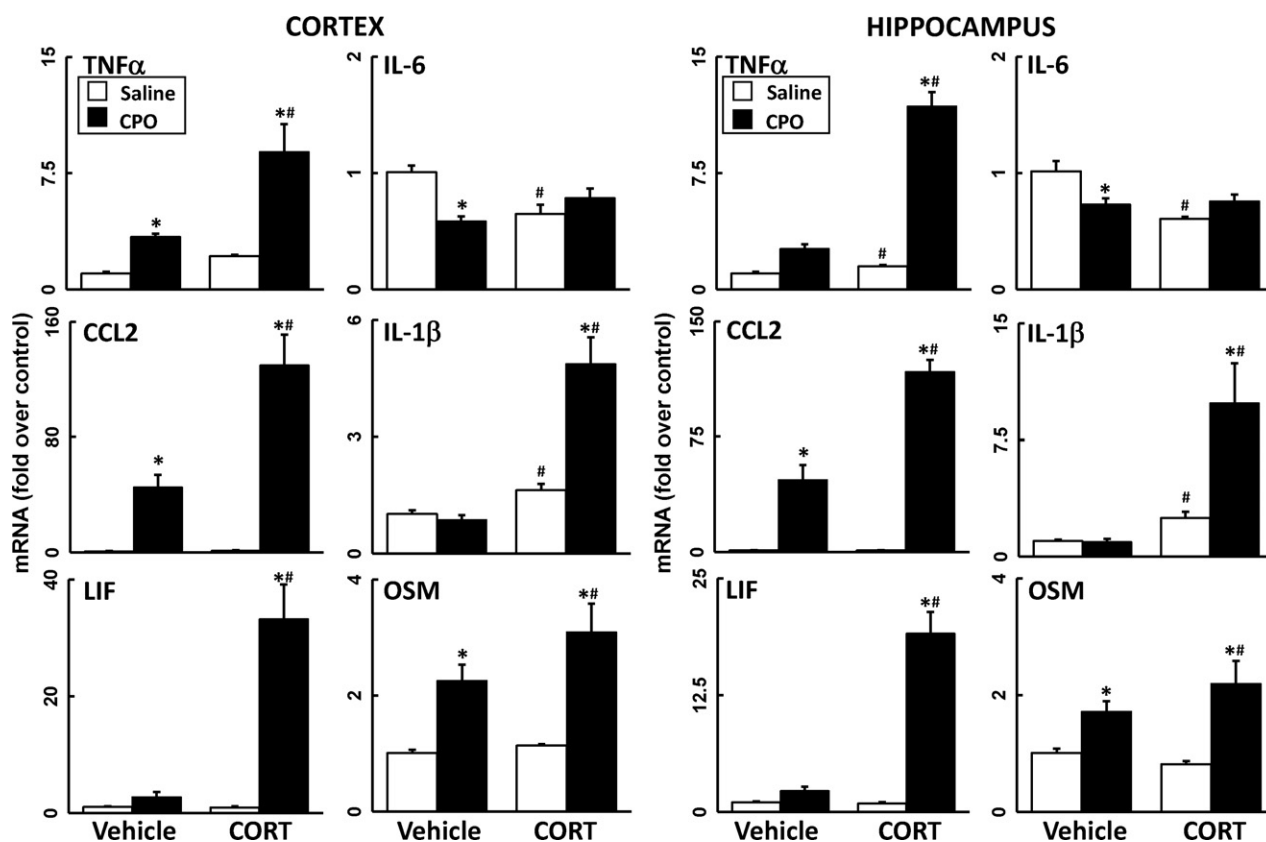 CORTEX
HIPPOCAMPUS
TNFα
Saline
CPO
15
7.5
0
*
*#
IL-6
2
1
0
*
#
TNFα
Saline
CPO
15
7.5
0
#
*#
IL-6
2
1
0
*
#
mRNA (fold over control)
CCL2
160
80
0
*
*#
IL-1β
6
3
0
#
*#
mRNA (fold over control)
CCL2
150
75
0
*
*#
IL-1β
15
7.5
0
#
*#
LIF
40
20
0
*#
OSM
4
2
0
*
*#
LIF
25
12.5
0
*#
OSM
4
2
0
*
*#
Vehicle CORT
Vehicle CORT
Vehicle CORT
Vehicle CORT